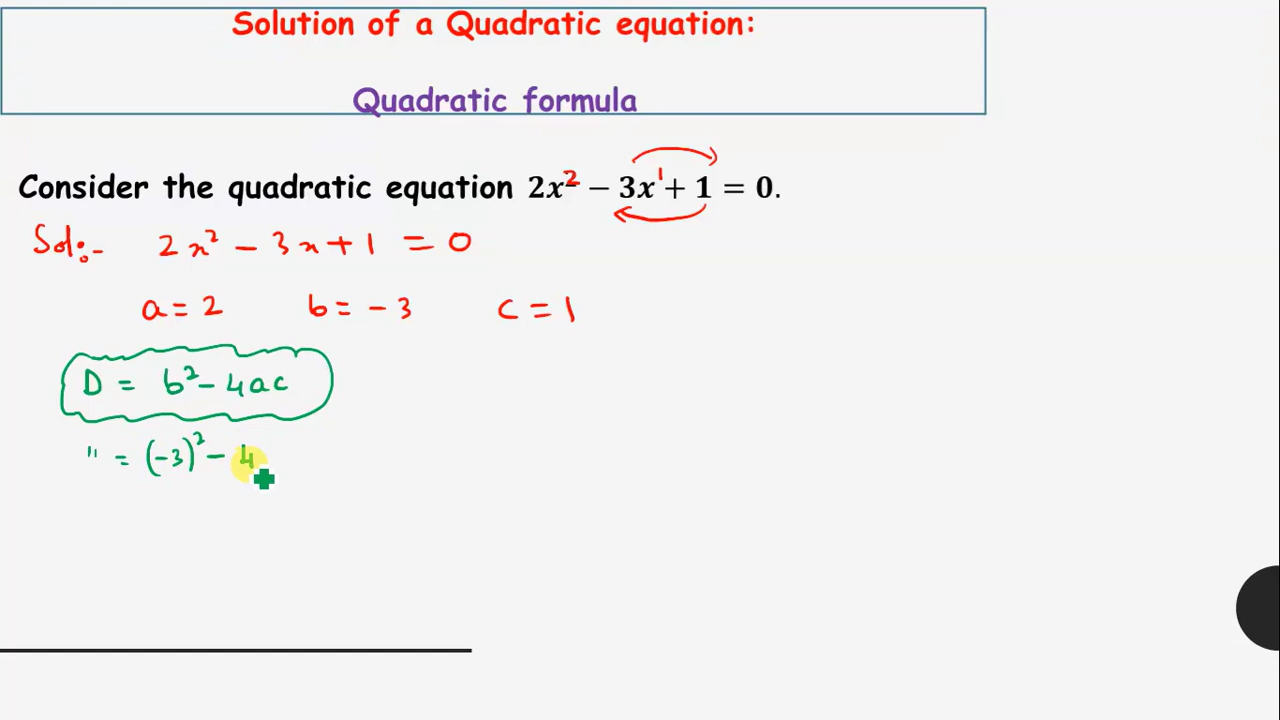 Solution of a Quadratic equation:
Quadratic formula
Consider the quadratic equation 2x² − 3x¹ + 1 = 0.
Sol:- 2x² − 3x + 1 = 0
a = 2 b = −3 c = 1
D = b² − 4ac
" = (−3)² − 4